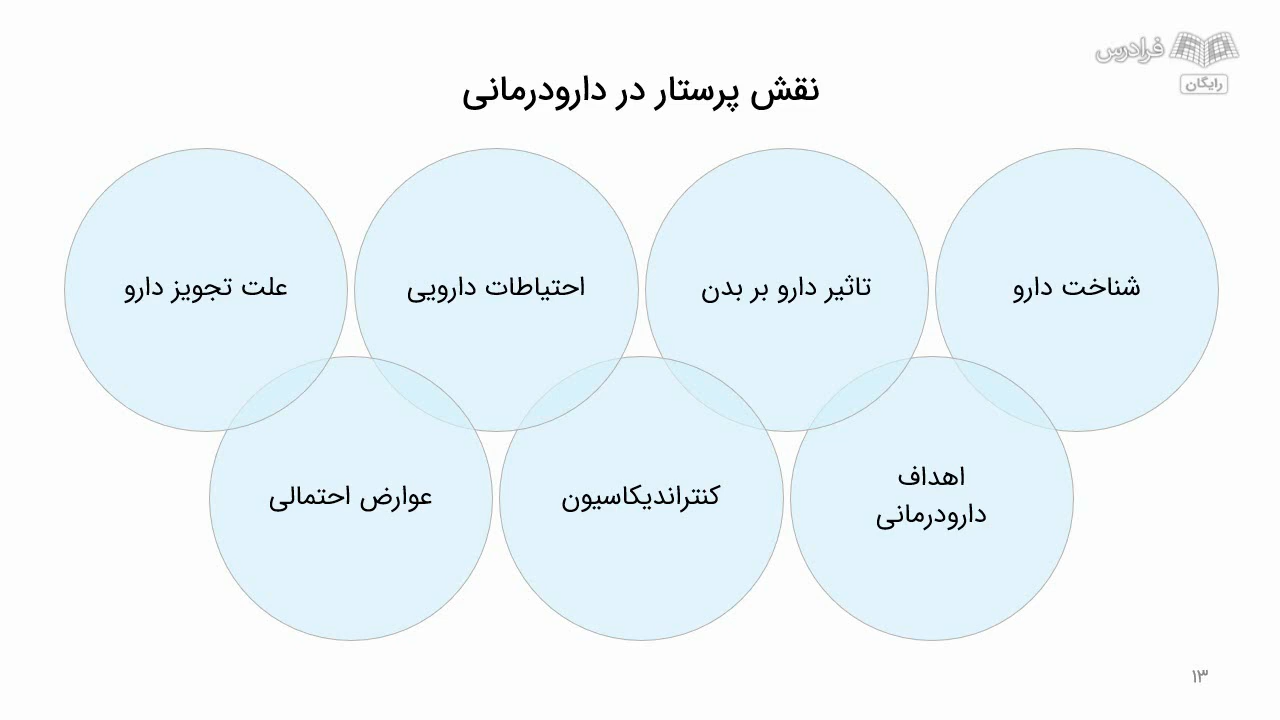 فرادرس
رایگان
نقش پرستار در دارودرمانی
شناخت دارو
تاثیر دارو بر بدن
احتیاطات دارویی
علت تجویز دارو
اهداف
دارودرمانی
کنتراندیکاسیون
عوارض احتمالی
۱۳